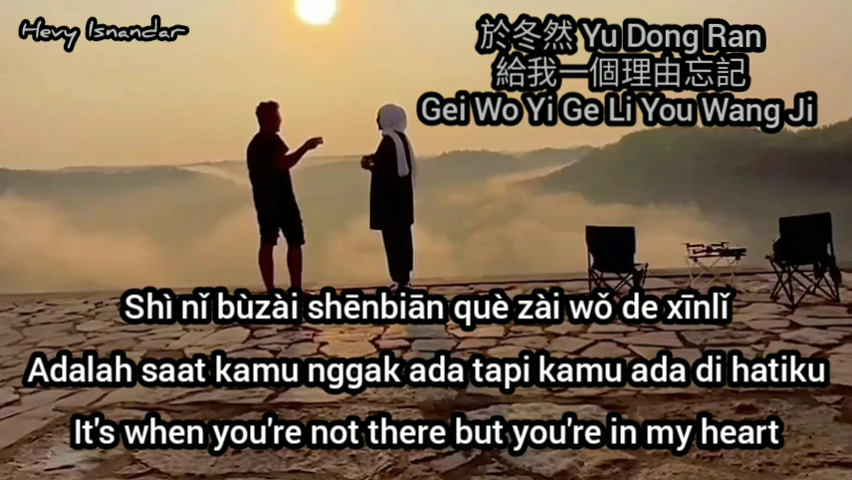 Hevy Isnandar
於冬然 Yu Dong Ran
給我一個理由忘記
Gei Wo Yi Ge Li You Wang Ji
Shì nǐ bùzài shēnbiān què zài wǒ de xīnlǐ
Adalah saat kamu nggak ada tapi kamu ada di hatiku
It's when you're not there but you're in my heart